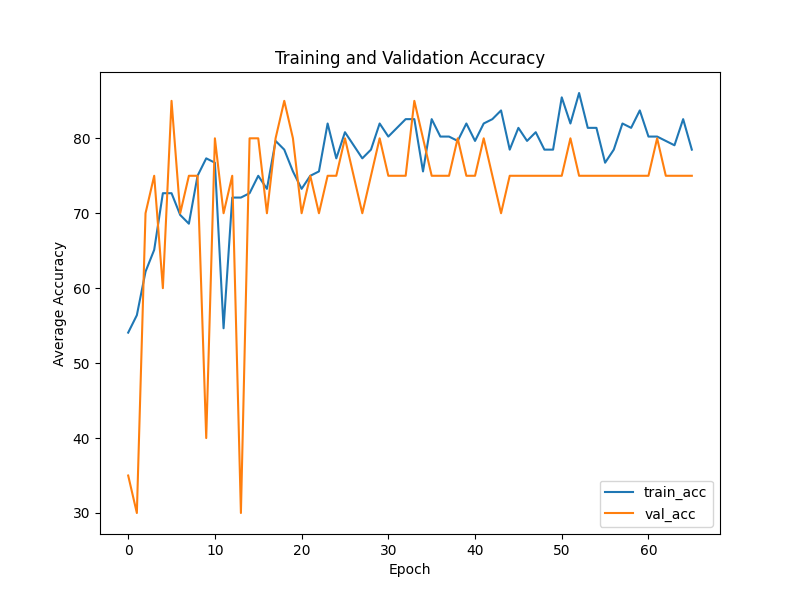 Training and Validation Accuracy
Average Accuracy
80
70
60
50
40
30
0 10 20 30 40 50 60
Epoch
train_acc
val_acc